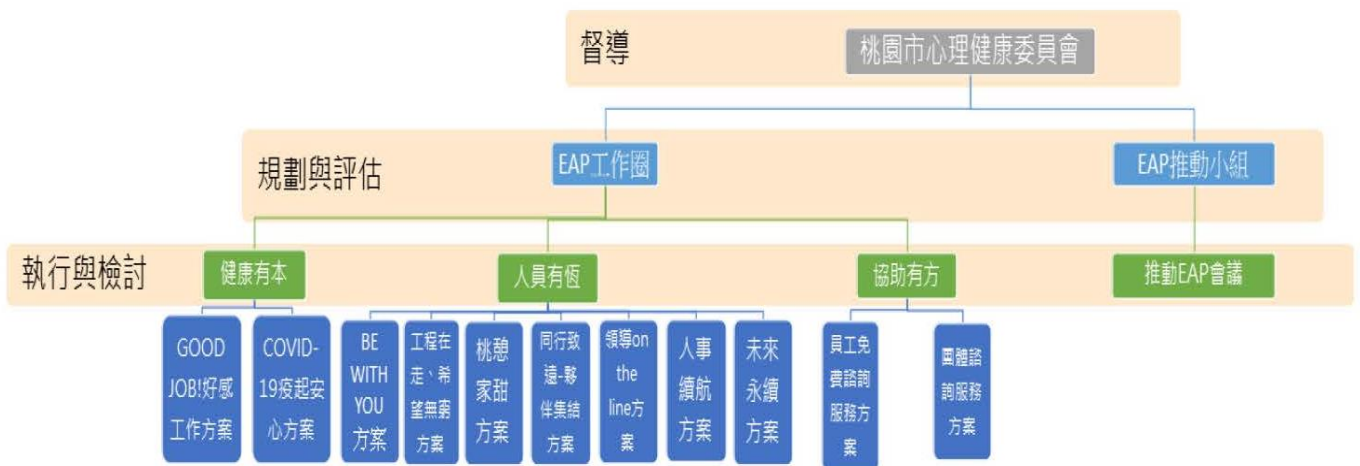 督導
桃園市心理健康委員會
規劃與評估
EAP工作圈
EAP推動小組
執行與檢討
健康有本
人員有恆
協助有方
推動EAP會議
GOOD
JOB!好感
工作方案
COVID-
19疫起安
心方案
BE
WITH
YOU
方案
工程在
走、希
望無窮
方案
桃憩
家甜
方案
同行致
遠-夥
伴集結
方案
領導on
the
line方
案
人事
續航
方案
未來
永續
方案
員工免
費諮詢
服務方
案
團體諮
詢服務
方案